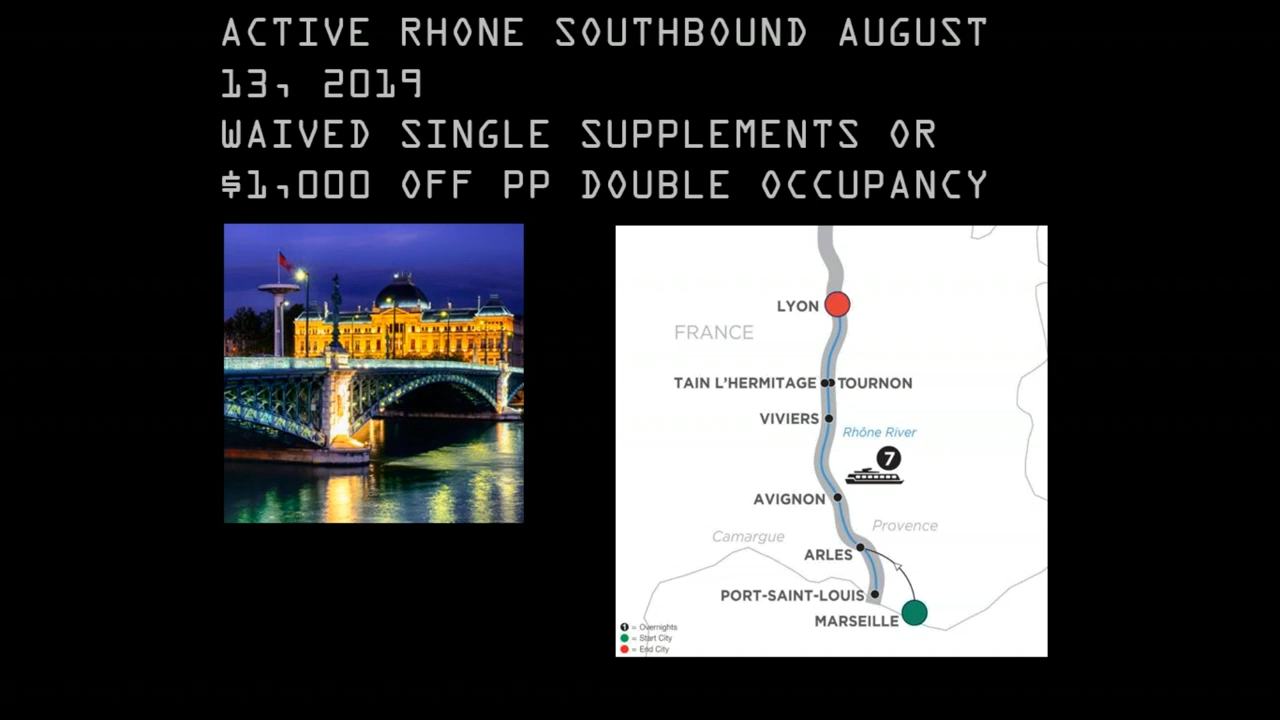 ACTIVE RHONE SOUTHBOUND AUGUST
13, 2019
WAIVED SINGLE SUPPLEMENTS OR
$1,000 OFF PP DOUBLE OCCUPANCY
LYON
FRANCE
TAIN L'HERMITAGE TOURNON
VIVIERS
Rhône River
7
AVIGNON
Provence
Camargue
ARLES
PORT-SAINT-LOUIS
MARSEILLE
1 = Overnights
= Start City
= End City